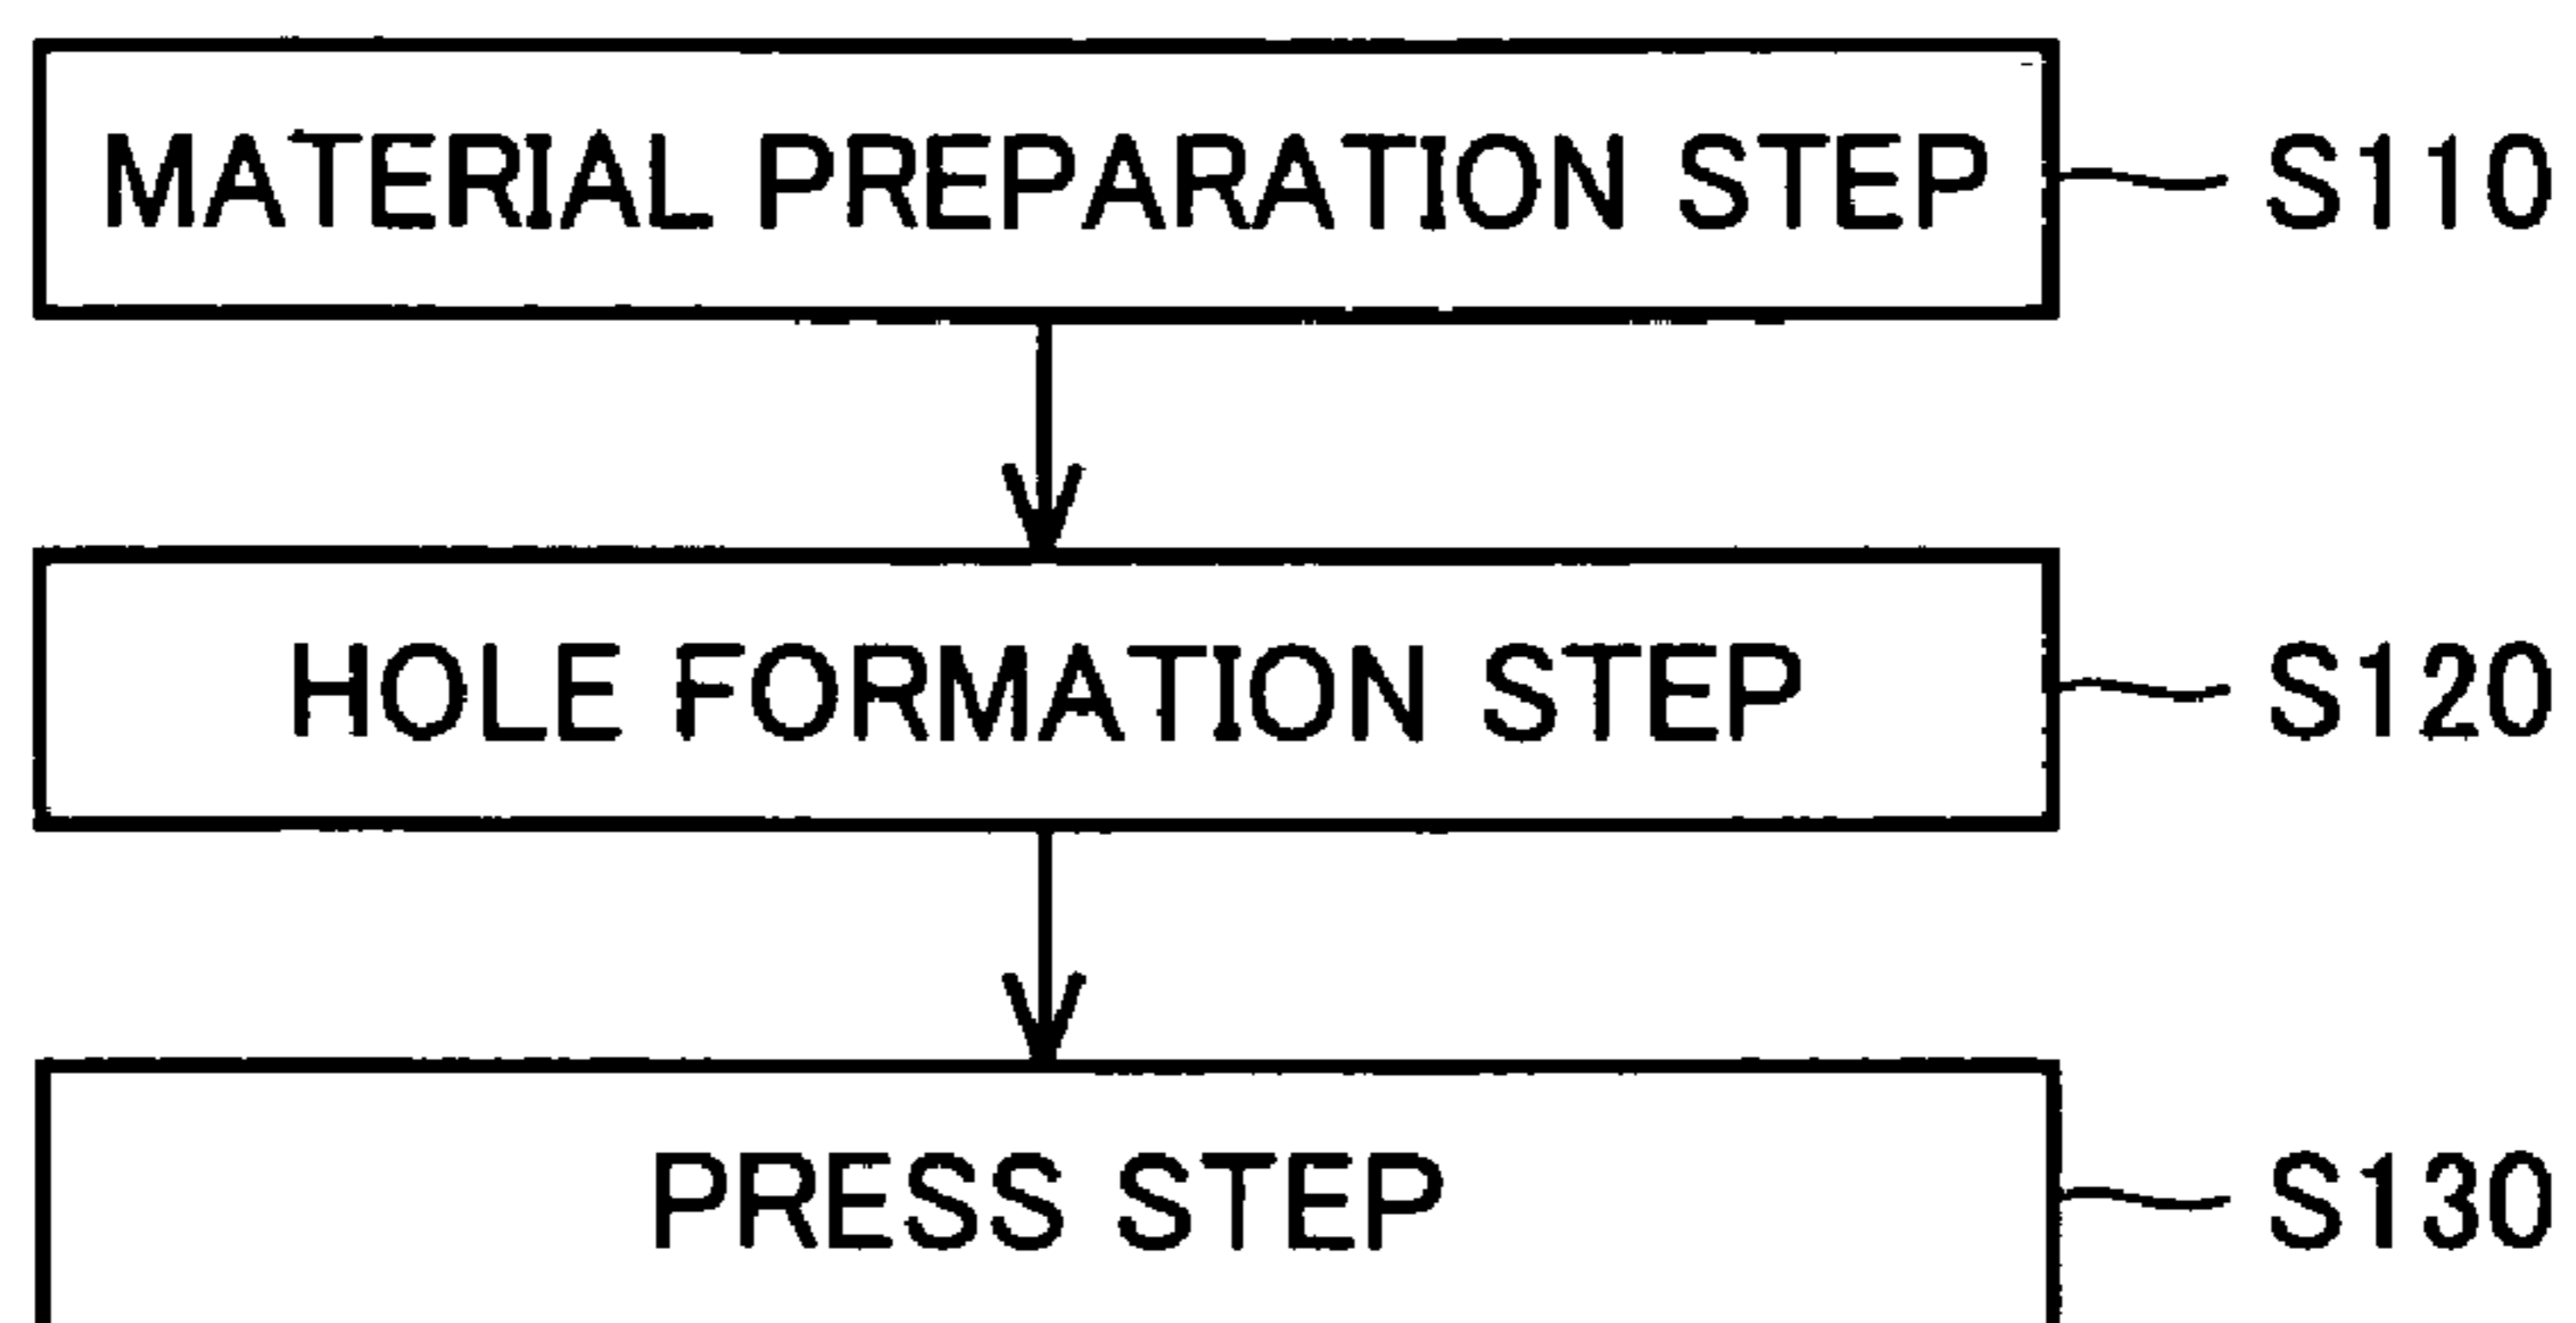 MATERIAL PREPARATION STEP S110
HOLE FORMATION STEP S120
PRESS STEP S130